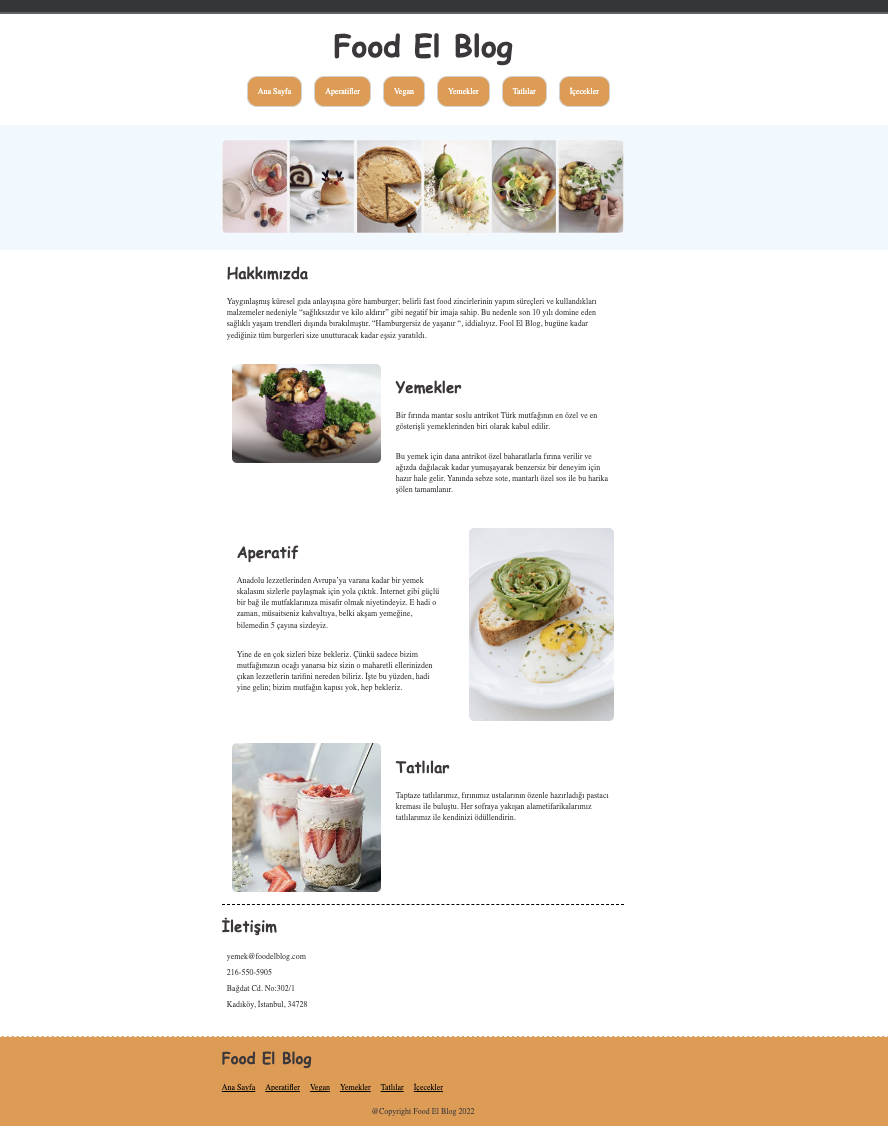 Food El Blog
Ana Sayfa
Aperatifler
Vegan
Yemekler
Tatlılar
İçecekler
Hakkımızda
Yaygınlaşmış küresel gıda anlayışına göre hamburger; belirli fast food zincirlerinin yapım süreçleri ve kullandıkları
malzemeler nedeniyle “sağlıksızdır ve kilo aldırır” gibi negatif bir imaja sahip. Bu nedenle son 10 yılı domine eden
sağlıklı yaşam trendleri dışında bırakılmıştır. “Hamburgersiz de yaşanır “, iddialıyız. Fool El Blog, bugüne kadar
yediğiniz tüm burgerleri size unutturacak kadar eşsiz yaratıldı.
Yemekler
Bir fırında mantar soslu antrikot Türk mutfağının en özel ve en
gösterişli yemeklerinden biri olarak kabul edilir.
Bu yemek için dana antrikot özel baharatlarla fırına verilir ve
ağızda dağılacak kadar yumuşayarak benzersiz bir deneyim için
hazır hale gelir. Yanında sebze sote, mantarlı özel sos ile bu harika
şölen tamamlanır.
Aperatif
Anadolu lezzetlerinden Avrupa’ya varana kadar bir yemek
skalasını sizlerle paylaşmak için yola çıktık. İnternet gibi güçlü
bir bağ ile mutfaklarınıza misafir olmak niyetindeyiz. E hadi o
zaman, müsaitseniz kahvaltıya, belki akşam yemeğine,
bilemedin 5 çayına sizdeyiz.
Yine de en çok sizleri bize bekleriz. Çünkü sadece bizim
mutfağımızın ocağı yanarsa biz sizin o maharetli ellerinizden
çıkan lezzetlerin tarifini nereden biliriz. İşte bu yüzden, hadi
yine gelin; bizim mutfağın kapısı yok, hep bekleriz.
Tatlılar
Taptaze tatlılarımız, fırınımız ustalarının özenle hazırladığı pastacı
kreması ile buluştu. Her sofraya yakışan alametifarikalarımız
tatlılarımız ile kendinizi ödüllendirin.
İletişim
yemek@foodelblog.com
216-550-5905
Bağdat Cd. No:302/1
Kadıköy, İstanbul, 34728
Food El Blog
Ana Sayfa Aperatifler Vegan Yemekler Tatlılar İçecekler
@Copyright Food El Blog 2022